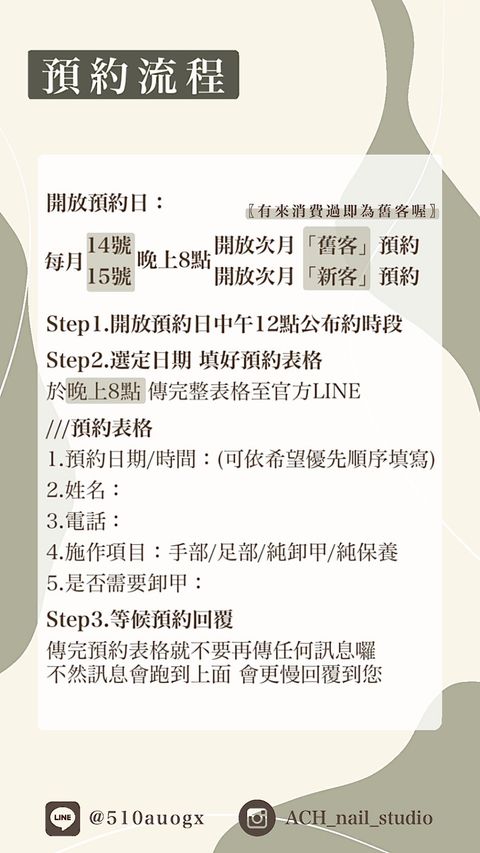 預約流程
開放預約日：
〖有來消費過即為舊客喔〗
每月 14號 晚上8點 開放次月「舊客」預約
15號 開放次月「新客」預約
Step1.開放預約日中午12點公布約時段
Step2.選定日期 填好預約表格
於晚上8點 傳完整表格至官方LINE
///預約表格
1.預約日期/時間：(可依希望優先順序填寫)
2.姓名：
3.電話：
4.施作項目：手部/足部/純卸甲/純保養
5.是否需要卸甲：
Step3.等候預約回覆
傳完預約表格就不要再傳任何訊息囉
不然訊息會跑到上面 會更慢回覆到您
LINE @510auogx ACH_nail_studio